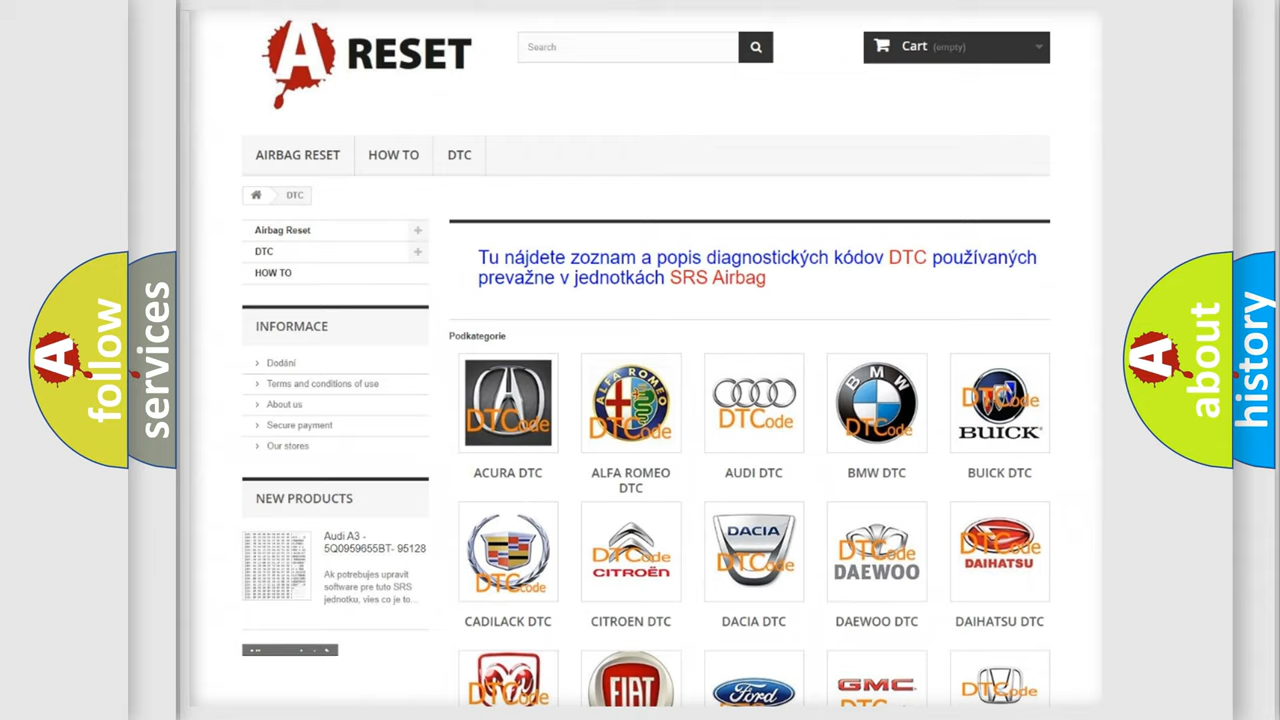 A RESET
Search
Cart (empty)
AIRBAG RESET
HOW TO
DTC
DTC
Airbag Reset
DTC
HOW TO
Tu nájdete zoznam a popis diagnostických kódov DTC používaných
prevažne v jednotkách SRS Airbag
INFORMACE
Dodání
Terms and conditions of use
About us
Secure payment
Our stores
NEW PRODUCTS
Audi A3 -
5Q0959655BT- 95128
Ak potrebujes upravit
software pre tuto SRS
jednotku, vies co je to...
Podkategorie
DTCode
ALFA ROMEO
DTCode
DTCode
BMW
DTCode
DTCode
BUICK
ACURA DTC
ALFA ROMEO
DTC
AUDI DTC
BMW DTC
BUICK DTC
DTCode
DTCode
CITROËN
DACIA
DTCode
DTCode
DAEWOO
DTCode
DAIHATSU
CADILACK DTC
CITROEN DTC
DACIA DTC
DAEWOO DTC
DAIHATSU DTC
DTCode
FIAT
Ford
GMC
DTCode
A follow
services
A about
history